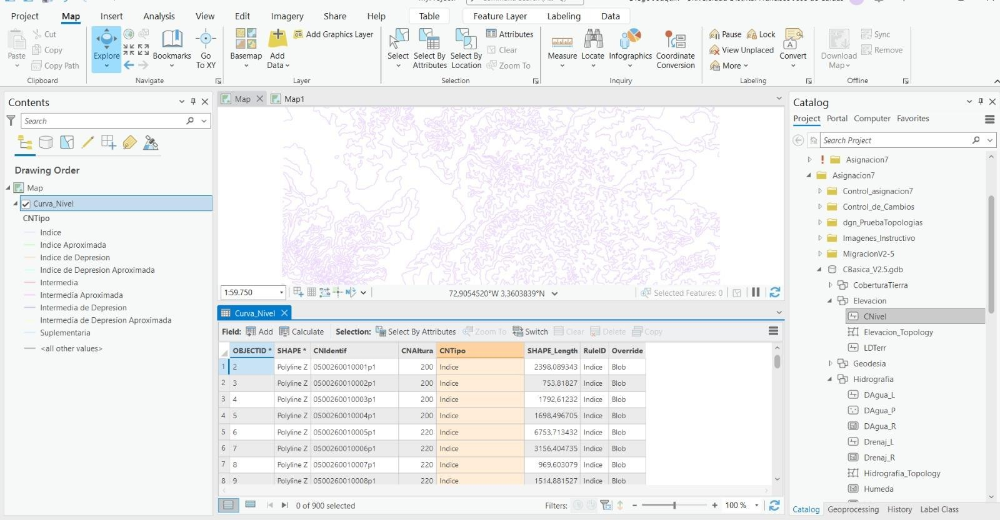 Project Map Insert Analysis View Edit Imagery Share Help Table Feature Layer Labeling Data
Paste
Cut
Copy
Copy Path
Clipboard
Explore
Bookmarks
Go To XY
Navigate
Basemap
Add Data
Add Graphics Layer
Layer
Select
Select By Attributes
Select By Location
Attributes
Clear
Zoom To
Selection
Measure
Locate
Infographics
Coordinate Conversion
Inquiry
Pause
Lock
View Unplaced
More
Convert
Labeling
Download Map
Sync
Remove
Offline
Contents
Search
Drawing Order
Map
Curva_Nivel
CNTipo
Indice
Indice Aproximada
Indice de Depresion
Indice de Depresion Aproximada
Intermedia
Intermedia Aproximada
Intermedia de Depresion
Intermedia de Depresion Aproximada
Suplementaria
<all other values>
Map Map1
1:59.750
72,9054520°W 3,3603839°N
Selected Features: 0
Curva_Nivel
Field: Add Calculate Selection: Select By Attributes Zoom To Switch Clear Delete Copy
OBJECTID * SHAPE * CNIdentif CNAltura CNTipo SHAPE_Length RuleID Override
1 2 Polyline Z 0500260010001p1 200 Indice 2398,089343 Indice Blob
2 3 Polyline Z 0500260010002p1 200 Indice 753,81827 Indice Blob
3 4 Polyline Z 0500260010003p1 200 Indice 1792,61232 Indice Blob
4 5 Polyline Z 0500260010004p1 200 Indice 1698,496705 Indice Blob
5 6 Polyline Z 0500260010005p1 220 Indice 6753,713432 Indice Blob
6 7 Polyline Z 0500260010006p1 220 Indice 3156,404735 Indice Blob
7 8 Polyline Z 0500260010007p1 220 Indice 969,603079 Indice Blob
8 9 Polyline Z 0500260010008p1 220 Indice 1514,881527 Indice Blob
0 of 900 selected
Filters:
100 %
Catalog
Project Portal Computer Favorites
Search Project
Asignacion7
Asignacion7
Control_asignacion7
Control_de_Cambios
dgn_PruebaTopologias
Imagenes_Instructivo
MigracionV2-5
CBasica_V2.5.gdb
CoberturaTierra
Elevacion
CNivel
Elevacion_Topology
LDTerr
Geodesia
Hidrografia
DAgua_L
DAgua_P
DAgua_R
Drenaj_L
Drenaj_R
Hidrografia_Topology
Humeda
Catalog Geoprocessing History Label Class